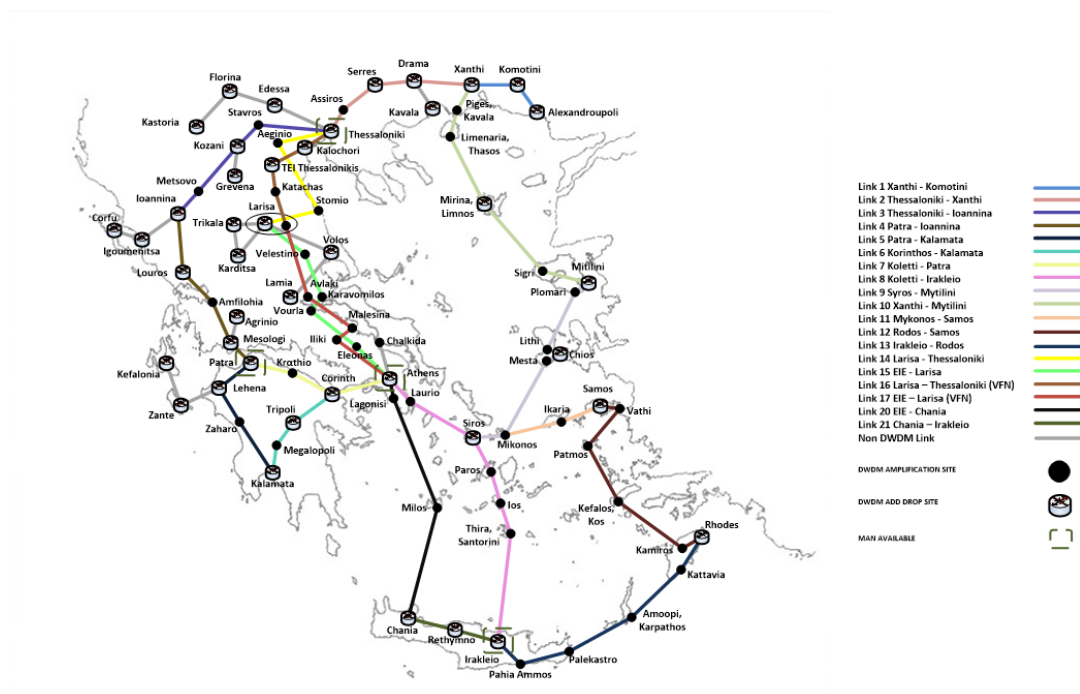 Drama
Xanthi
Komotini
Serres
Florina
Edessa
Assiros
Kavala
Piges,
Kavala
Alexandroupoli
Stavros
Kastoria
Aeginio
Thessaloniki
Limenaria,
Thasos
Kozani
Kalochori
TEI Thessalonikis
Metsovo
Grevena
Katachas
Ioannina
Larisa
Stomio
Mirina,
Limnos
Corfu
Trikala
Igoumenitsa
Volos
Velestino
Karditsa
Louros
Sigri
Mitilini
Lamia
Avlaki
Karavomilos
Plomari
Amfilohia
Vourla
Malesina
Agrinio
Iliki
Chalkida
Lithi
Mesologi
Eleonas
Mesta
Chios
Patra
Krathio
Kefalonia
Athens
Lehena
Corinth
Laurio
Samos
Lagonisi
Zante
Tripoli
Ikaria
Vathi
Zaharo
Siros
Mikonos
Megalopoli
Patmos
Paros
Kalamata
Milos
Ios
Kefalos,
Kos
Thira,
Santorini
Rhodes
Kamiros
Kattavia
Amoopi,
Karpathos
Chania
Rethymno
Irakleio
Palekastro
Pahia Ammos
Link 1 Xanthi - Komotini
Link 2 Thessaloniki - Xanthi
Link 3 Thessaloniki - Ioannina
Link 4 Patra - Ioannina
Link 5 Patra - Kalamata
Link 6 Korinthos - Kalamata
Link 7 Koletti - Patra
Link 8 Koletti - Irakleio
Link 9 Syros - Mytilini
Link 10 Xanthi - Mytilini
Link 11 Mykonos - Samos
Link 12 Rodos - Samos
Link 13 Irakleio - Rodos
Link 14 Larisa - Thessaloniki
Link 15 EIE - Larisa
Link 16 Larisa – Thessaloniki (VFN)
Link 17 EIE – Larisa (VFN)
Link 20 EIE - Chania
Link 21 Chania – Irakleio
Non DWDM Link
DWDM AMPLIFICATION SITE
DWDM ADD DROP SITE
MAN AVAILABLE